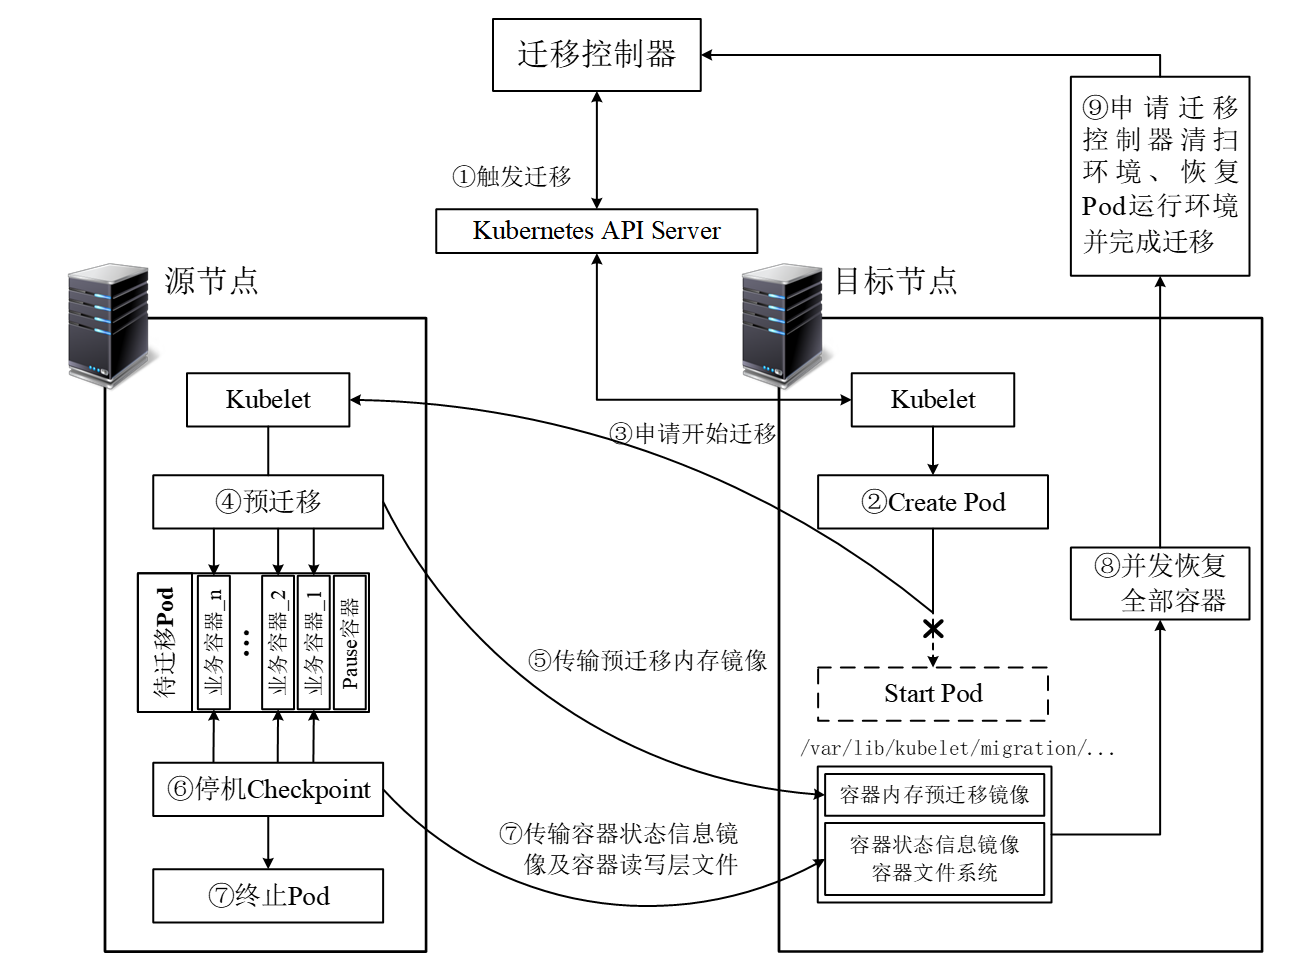 迁移控制器
⑨申请迁移
控制器清扫
环境、恢复
Pod运行环境
并完成迁移
①触发迁移
Kubernetes API Server
源节点
目标节点
Kubelet
Kubelet
③申请开始迁移
④预迁移
②Create Pod
⑧并发恢复
全部容器
待迁移Pod
业务容器_n
...
业务容器_2
业务容器_1
Pause容器
⑤传输预迁移内存镜像
Start Pod
/var/lib/kubelet/migration/...
⑥停机Checkpoint
容器内存预迁移镜像
⑦传输容器状态信息镜
像及容器读写层文件
容器状态信息镜像
容器文件系统
⑦终止Pod